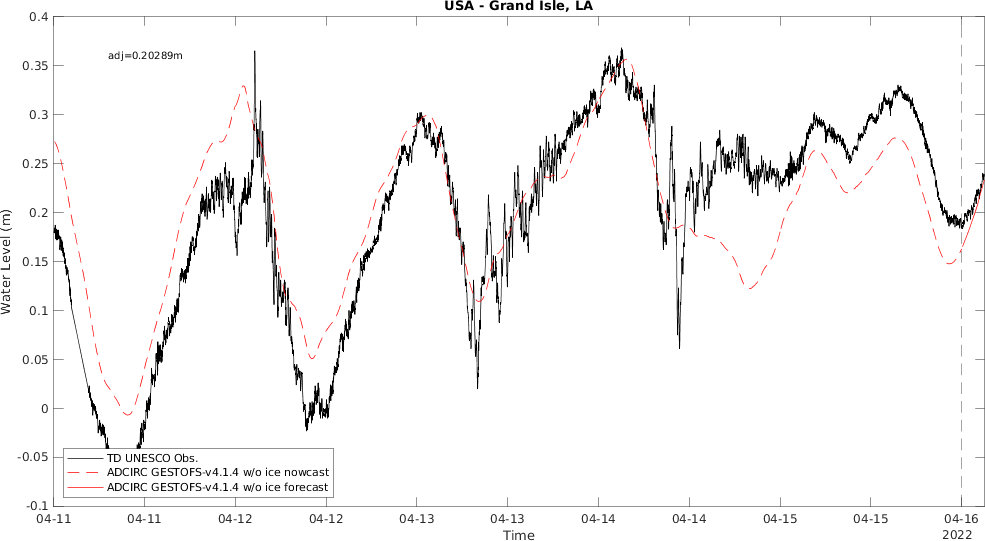 USA - Grand Isle, LA
adj=0.20289m
Water Level (m)
0.4
0.35
0.3
0.25
0.2
0.15
0.1
0.05
0
-0.05
-0.1
TD UNESCO Obs.
ADCIRC GESTOFS-v4.1.4 w/o ice nowcast
ADCIRC GESTOFS-v4.1.4 w/o ice forecast
04-11 04-11 04-12 04-12 04-13 04-13 04-14 04-14 04-15 04-15 04-16
Time
2022